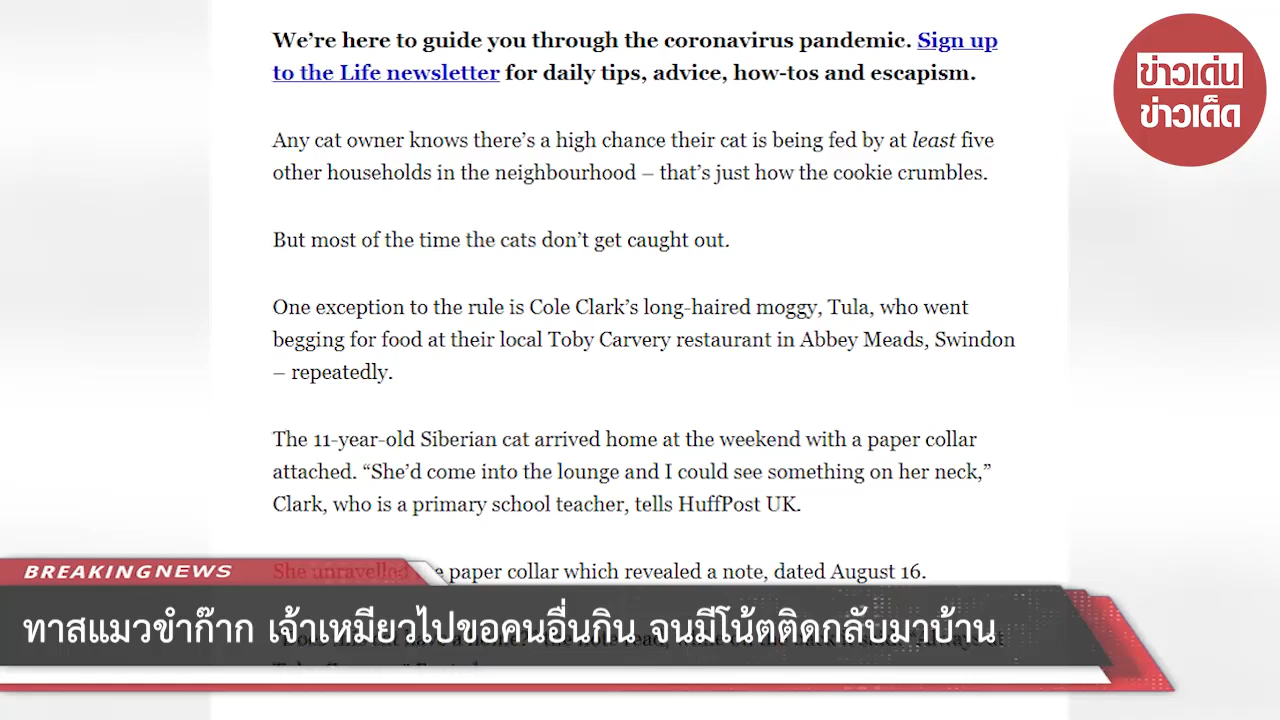 We're here to guide you through the coronavirus pandemic. Sign up
to the Life newsletter for daily tips, advice, how-tos and escapism.
ข่าวเด่น
ข่าวเด็ด
Any cat owner knows there's a high chance their cat is being fed by at least five
other households in the neighbourhood – that's just how the cookie crumbles.
But most of the time the cats don't get caught out.
One exception to the rule is Cole Clark's long-haired moggy, Tula, who went
begging for food at their local Toby Carvery restaurant in Abbey Meads, Swindon
– repeatedly.
The 11-year-old Siberian cat arrived home at the weekend with a paper collar
attached. “She'd come into the lounge and I could see something on her neck,”
Clark, who is a primary school teacher, tells HuffPost UK.
BREAKINGNEWS
She unravelled paper collar which revealed a note, dated August 16.
ทาสแมวขำก๊าก เจ้าเหมียวไปขอคนอื่นกิน จนมีโน้ตติดกลับมาบ้าน